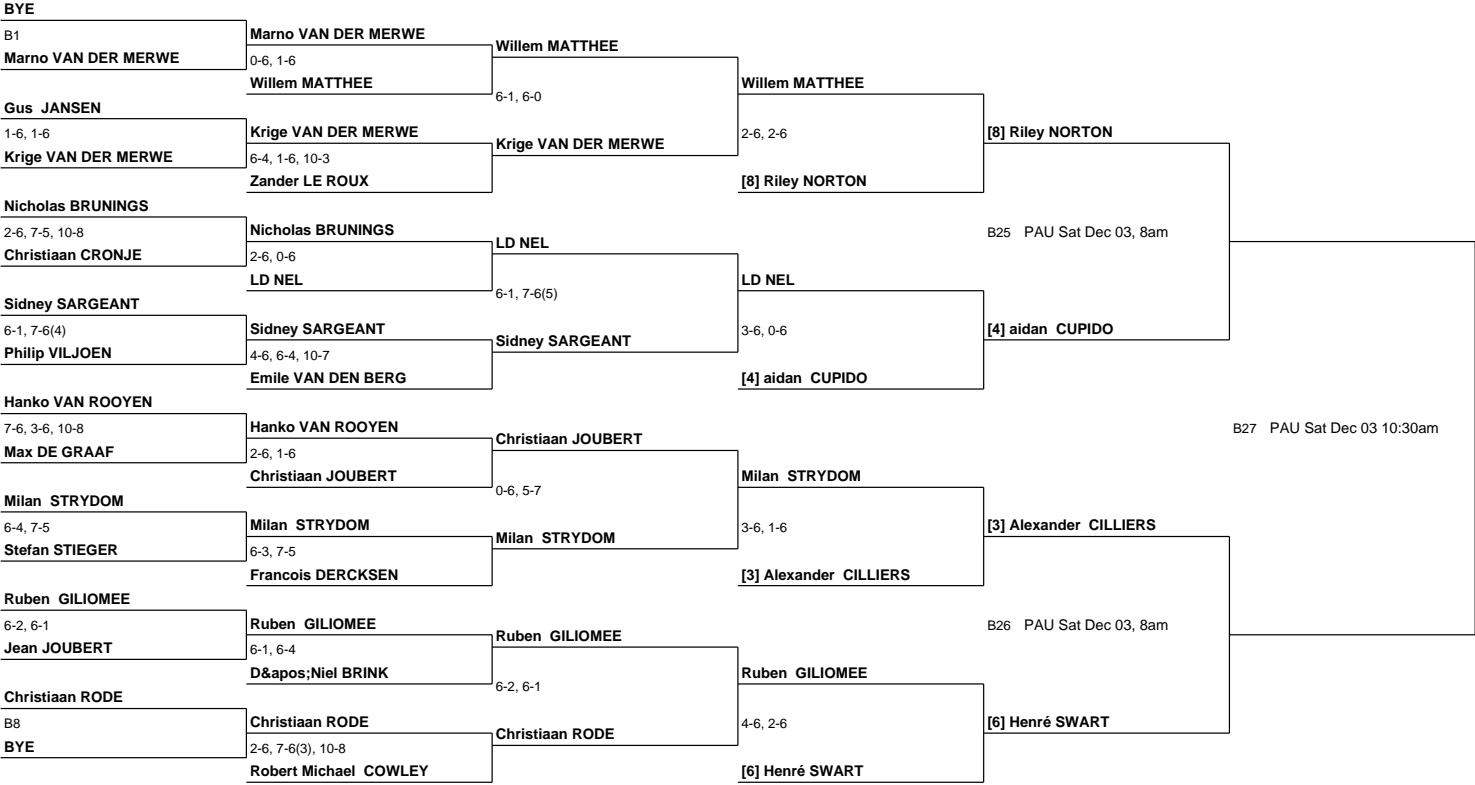 BYE
B1
Marno VAN DER MERWE
Gus  JANSEN
1-6, 1-6
Krige VAN DER MERWE
Nicholas BRUNINGS
2-6, 7-5, 10-8
Christiaan CRONJE
Sidney SARGEANT
6-1, 7-6(4)
Philip VILJOEN
Hanko VAN ROOYEN
7-6, 3-6, 10-8
Max DE GRAAF
Milan  STRYDOM
6-4, 7-5
Stefan STIEGER
Ruben  GILIOMEE
6-2, 6-1
Jean JOUBERT
Christiaan RODE
B8
BYE
Marno VAN DER MERWE
0-6, 1-6
Willem MATTHEE
Krige VAN DER MERWE
6-4, 1-6, 10-3
Zander LE ROUX
Nicholas BRUNINGS
2-6, 0-6
LD NEL
Sidney SARGEANT
4-6, 6-4, 10-7
Emile VAN DEN BERG
Hanko VAN ROOYEN
2-6, 1-6
Christiaan JOUBERT
Milan  STRYDOM
6-3, 7-5
Francois DERCKSEN
Ruben  GILIOMEE
6-1, 6-4
D&apos;Niel BRINK
Christiaan RODE
2-6, 7-6(3), 10-8
Robert Michael  COWLEY
Willem MATTHEE
6-1, 6-0
Krige VAN DER MERWE
LD NEL
6-1, 7-6(5)
Sidney SARGEANT
Christiaan JOUBERT
0-6, 5-7
Milan  STRYDOM
Ruben  GILIOMEE
6-2, 6-1
Christiaan RODE
Willem MATTHEE
2-6, 2-6
[8] Riley NORTON
LD NEL
3-6, 0-6
[4] aidan  CUPIDO
Milan  STRYDOM
3-6, 1-6
[3] Alexander  CILLIERS
Ruben  GILIOMEE
4-6, 2-6
[6] Henré SWART
[8] Riley NORTON
B25   PAU Sat Dec 03, 8am
[4] aidan  CUPIDO
[3] Alexander  CILLIERS
B26   PAU Sat Dec 03, 8am
[6] Henré SWART
B27   PAU Sat Dec 03 10:30am